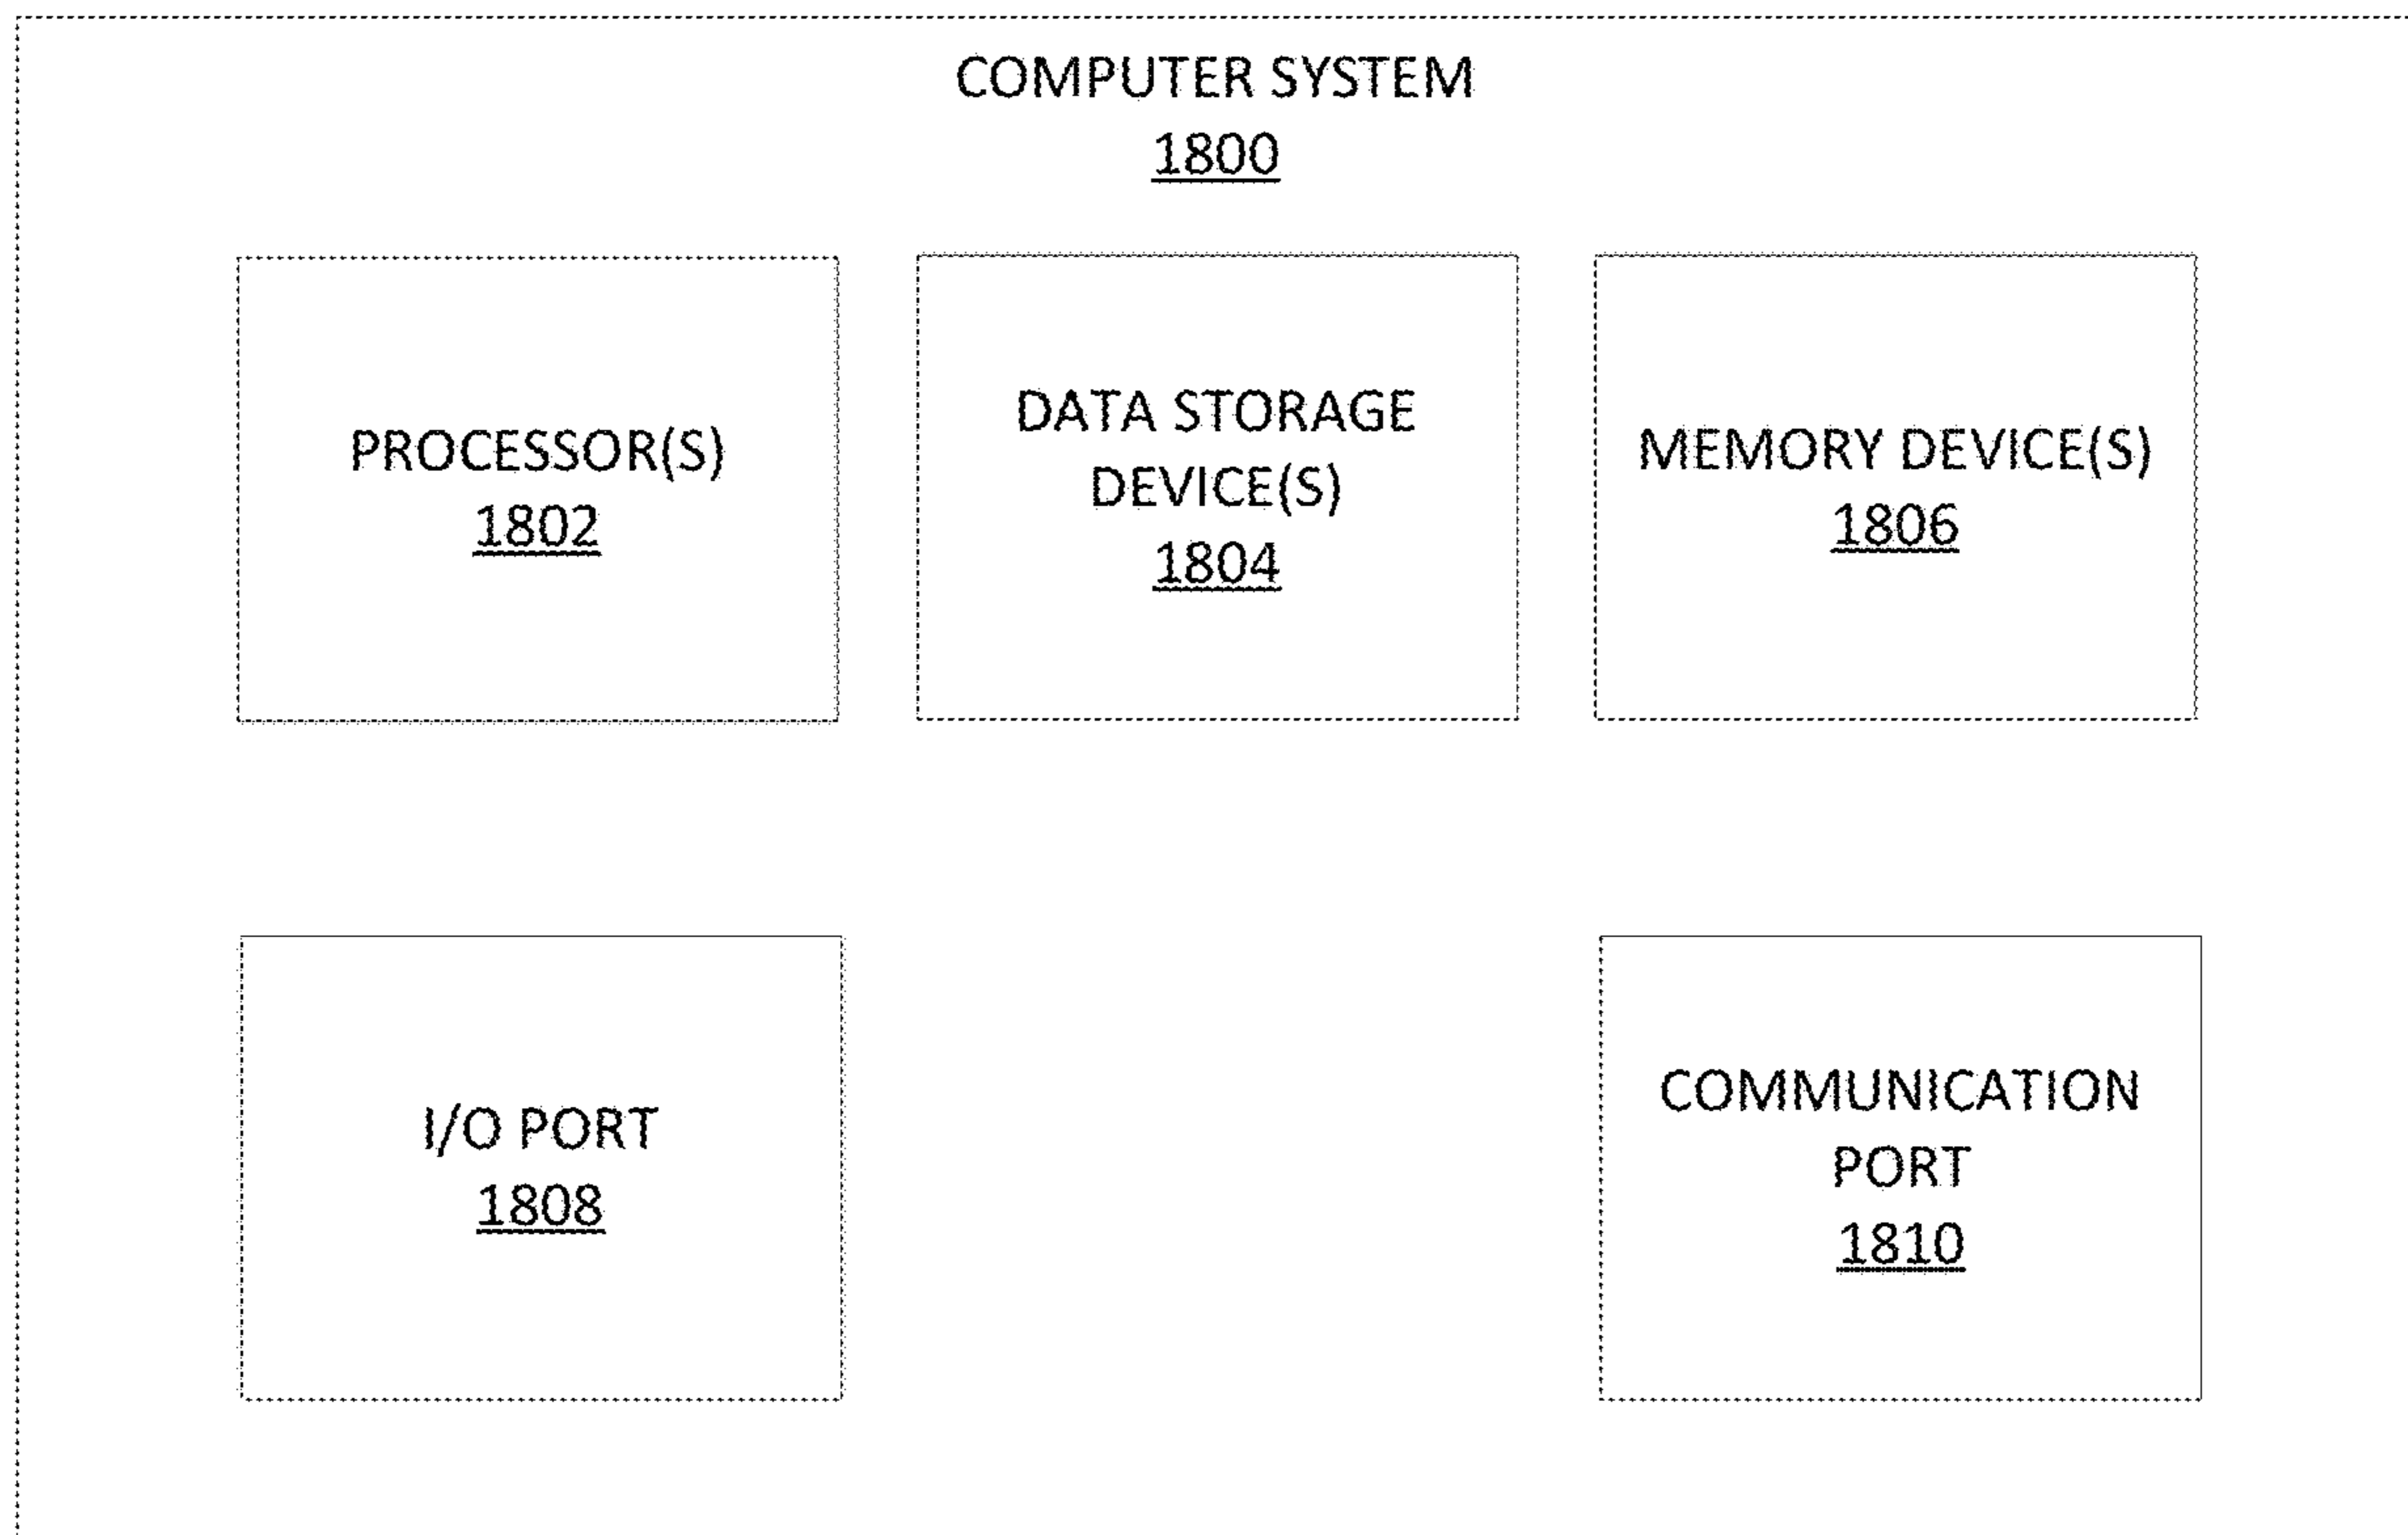 COMPUTER SYSTEM
1800
PROCESSOR(S)
1802
DATA STORAGE
DEVICE(S)
1804
MEMORY DEVICE(S)
1806
I/O PORT
1808
COMMUNICATION
PORT
1810